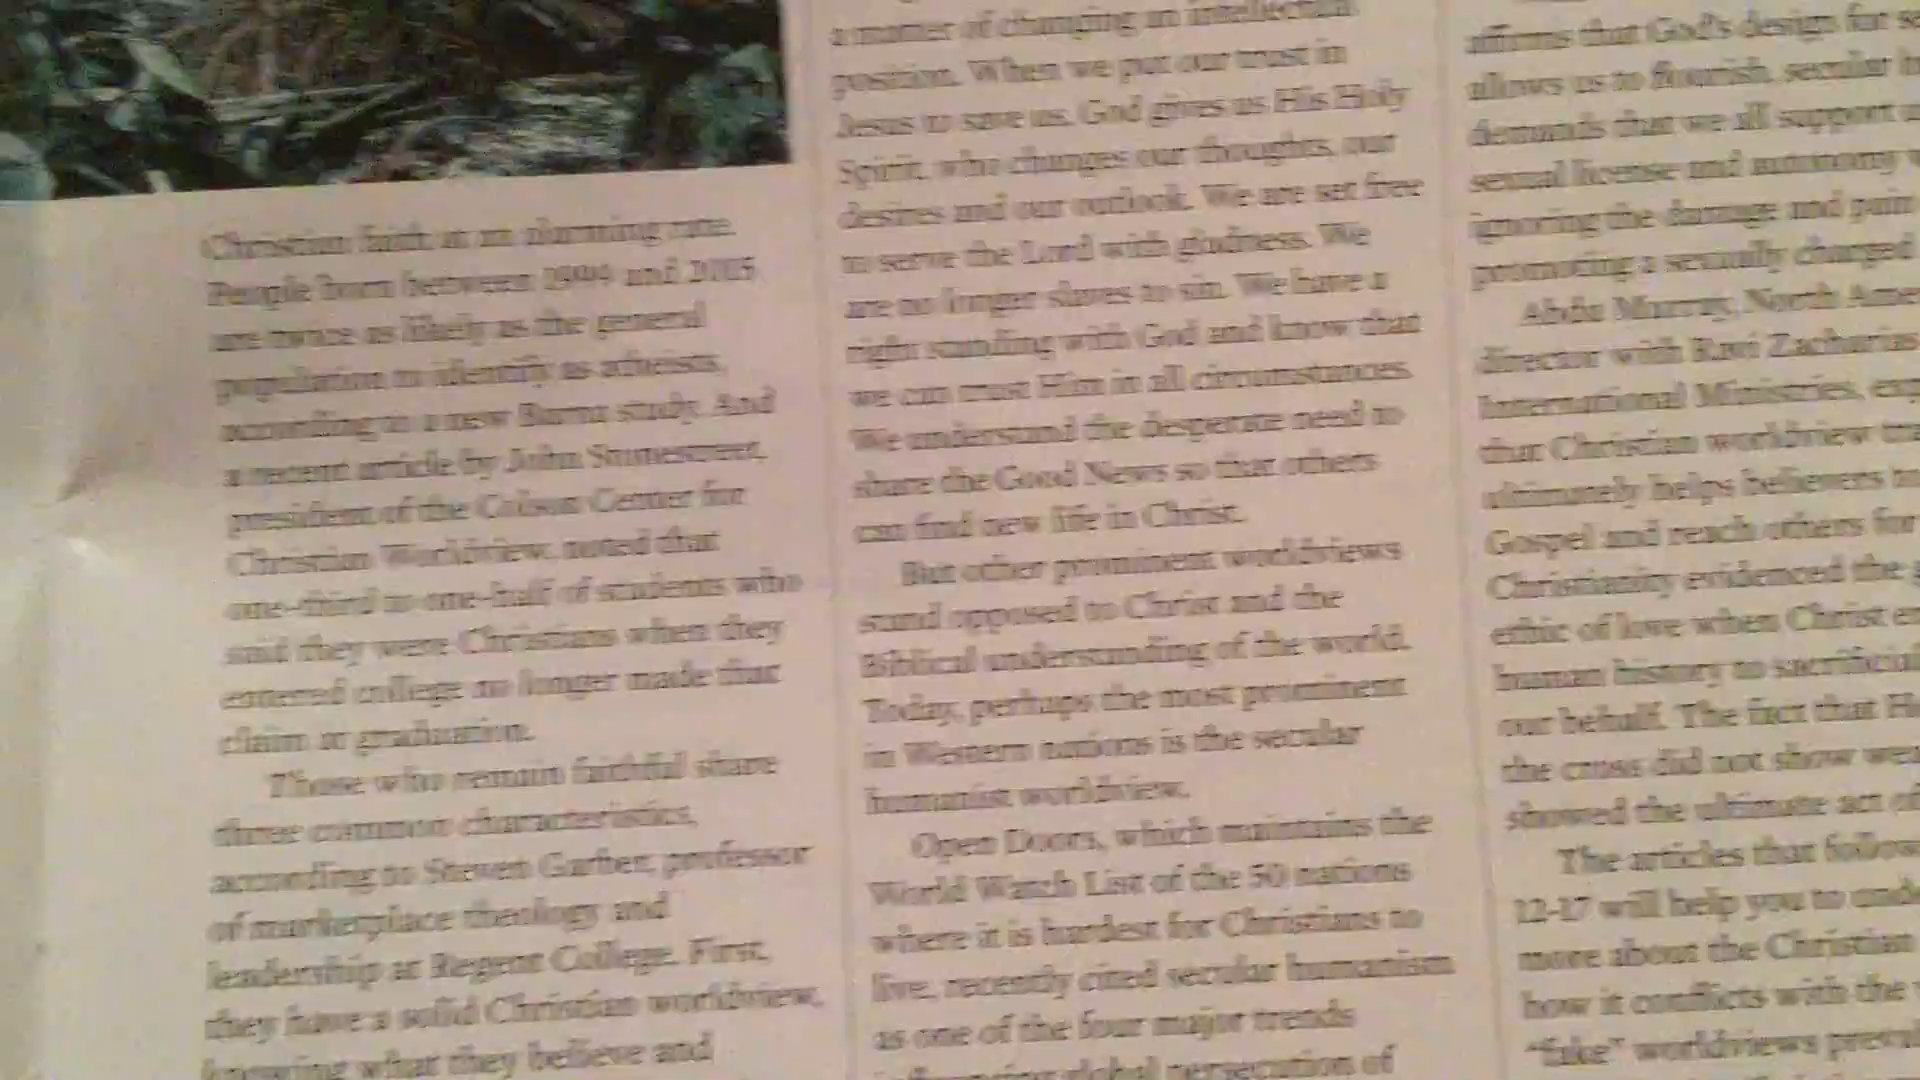 Christian faith at an alarming rate.
People born between 1994 and 2015
are twice as likely as the general
population to identify as atheists,
according to a new Barna study. And
a recent article by John Stonestreet,
president of the Colson Center for
Christian Worldview, noted that
one-third to one-half of students who
said they were Christians when they
entered college no longer made that
claim at graduation.
Those who remain faithful share
three common characteristics,
according to Steven Garber, professor
of marketplace theology and
leadership at Regent College. First,
they have a solid Christian worldview,
knowing what they believe and
a matter of changing an intellectual
position. When we put our trust in
Jesus to save us, God gives us His Holy
Spirit, who changes our thoughts, our
desires and our outlook. We are set free
to serve the Lord with gladness. We
are no longer slaves to sin. We have a
right standing with God and know that
we can trust Him in all circumstances.
We understand the desperate need to
share the Good News so that others
can find new life in Christ.
But other prominent worldviews
stand opposed to Christ and the
Biblical understanding of the world.
Today, perhaps the most prominent
in Western nations is the secular
humanist worldview.
Open Doors, which maintains the
World Watch List of the 50 nations
where it is hardest for Christians to
live, recently cited secular humanism
as one of the four major trends
global persecution of
affirms that God's design for
allows us to flourish, secular
demands that we all support
sexual license and autonomy
ignoring the damage and pain
promoting a sexually charged
Abdu Murray, North
director with Ravi Zacharias
International Ministries,
that Christian worldview
ultimately helps believers
Gospel and reach others for
Christianity evidenced the
ethic of love when Christ
human history to
our behalf. The fact that
the cross did not show
showed the ultimate act of
The articles that
12-17 will help you to
more about the Christian
how it conflicts with the
"fake" worldviews